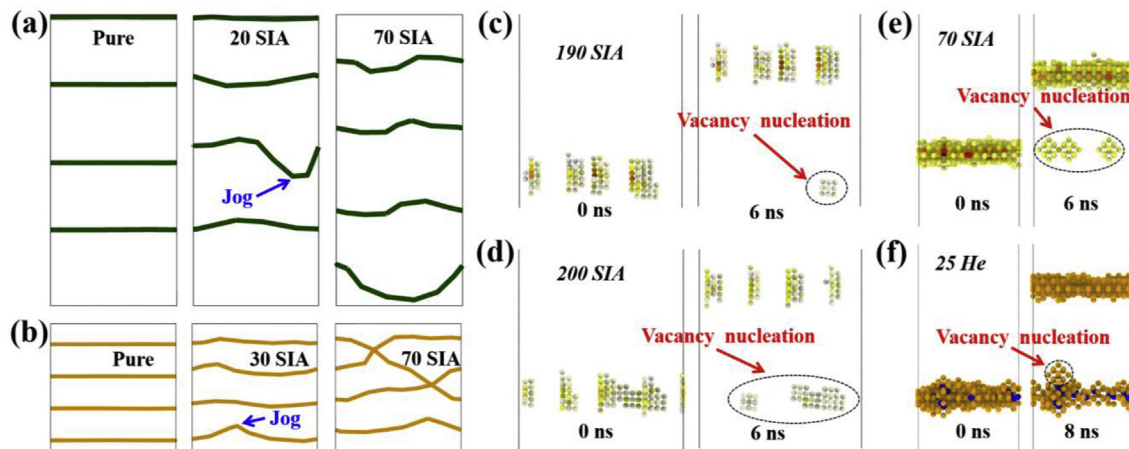 (a)
Pure
20 SIA
70 SIA
Jog
(b)
Pure
30 SIA
70 SIA
Jog
(c)
190 SIA
Vacancy nucleation
0 ns
6 ns
(d)
200 SIA
Vacancy nucleation
0 ns
6 ns
(e)
70 SIA
Vacancy nucleation
0 ns
6 ns
(f)
25 He
Vacancy nucleation
0 ns
8 ns